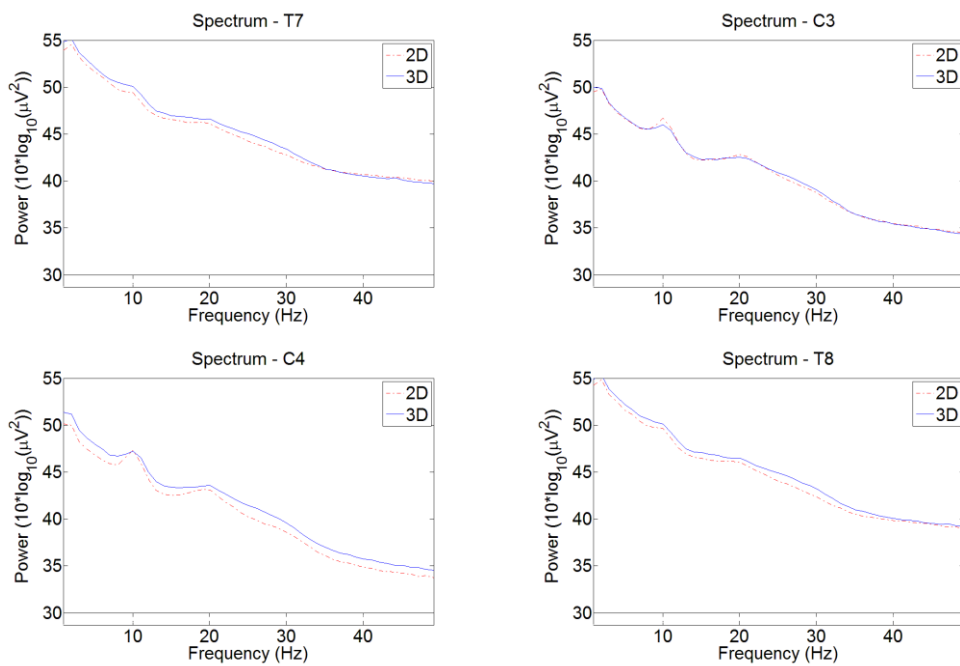 Spectrum - T7
55
50
45
40
35
30
Power (10*log10(μV2))
2D
3D
10
20
30
40
Frequency (Hz)
Spectrum - C3
55
50
45
40
35
30
Power (10*log10(μV2))
2D
3D
10
20
30
40
Frequency (Hz)
Spectrum - C4
55
50
45
40
35
30
Power (10*log10(μV2))
2D
3D
10
20
30
40
Frequency (Hz)
Spectrum - T8
55
50
45
40
35
30
Power (10*log10(μV2))
2D
3D
10
20
30
40
Frequency (Hz)